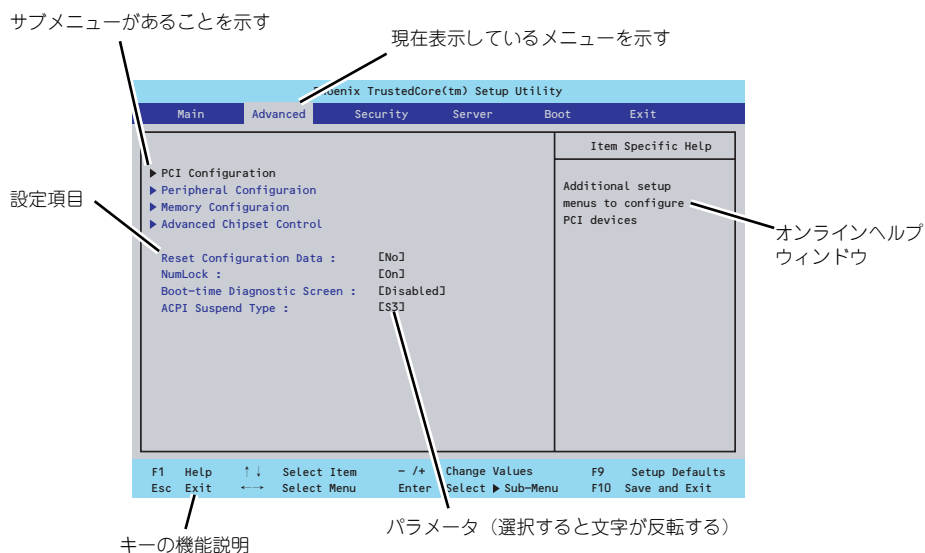 サブメニューがあることを示す
現在表示しているメニューを示す
Phoenix TrustedCore(tm) Setup Utility
Main Advanced Security Server Boot Exit
Item Specific Help
▶ PCI Configuration
▶ Peripheral Configuraion
▶ Memory Configuraion
▶ Advanced Chipset Control
Additional setup
menus to configure
PCI devices
設定項目
オンラインヘルプ
ウィンドウ
Reset Configuration Data : [No]
NumLock : [On]
Boot-time Diagnostic Screen : [Disabled]
ACPI Suspend Type : [S3]
F1 Help ↑↓ Select Item - /+ Change Values F9 Setup Defaults
Esc Exit ←→ Select Menu Enter Select ▶ Sub-Menu F10 Save and Exit
パラメータ（選択すると文字が反転する）
キーの機能説明